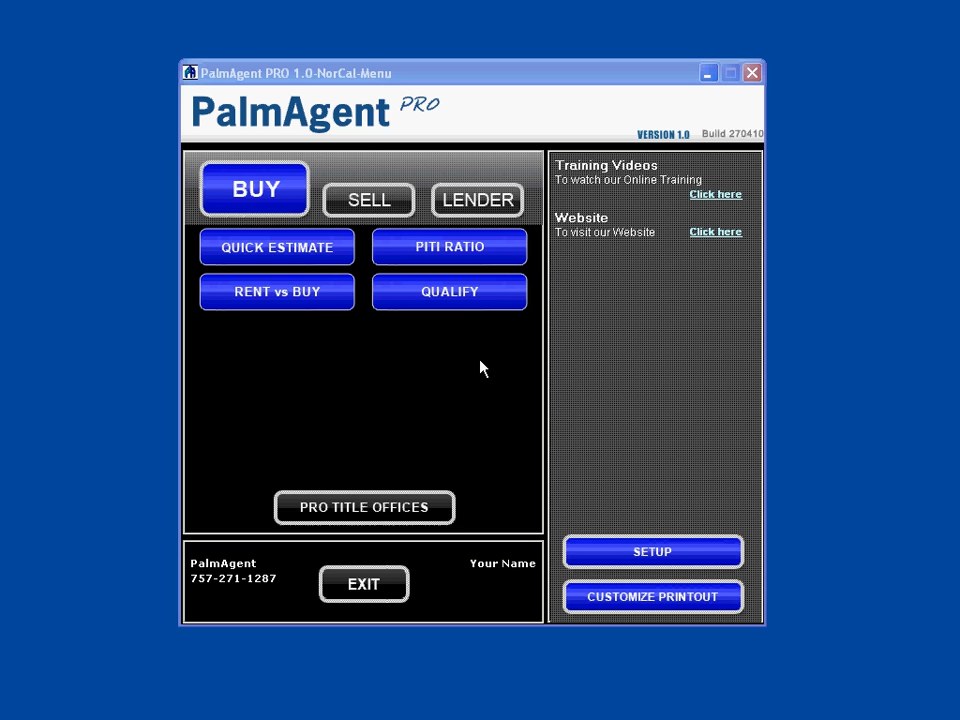 PalmAgent PRO 1.0-NorCal-Menu
PalmAgent PRO
VERSION 1.0 Build 270410
BUY
SELL
LENDER
QUICK ESTIMATE
PITI RATIO
RENT vs BUY
QUALIFY
PRO TITLE OFFICES
Training Videos
To watch our Online Training
Click here
Website
To visit our Website Click here
SETUP
CUSTOMIZE PRINTOUT
PalmAgent
757-271-1287
EXIT
Your Name